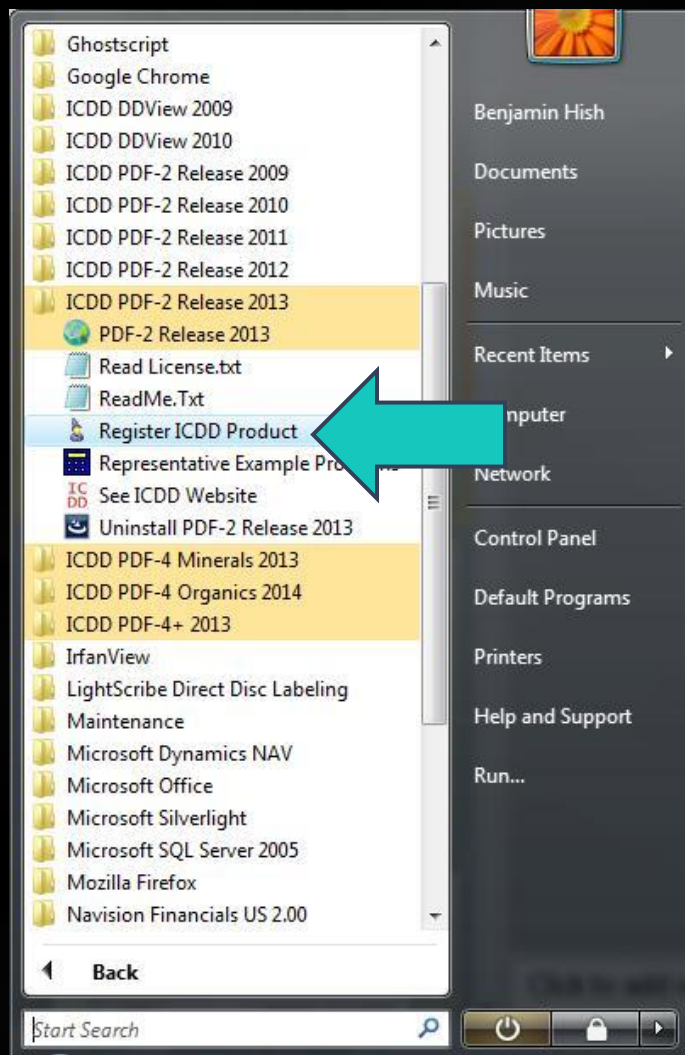 Ghostscript
Google Chrome
ICDD DDView 2009
ICDD DDView 2010
ICDD PDF-2 Release 2009
ICDD PDF-2 Release 2010
ICDD PDF-2 Release 2011
ICDD PDF-2 Release 2012
ICDD PDF-2 Release 2013
PDF-2 Release 2013
Read License.txt
ReadMe.Txt
Register ICDD Product
Representative Example
IC
DD
See ICDD Website
Uninstall PDF-2 Release 2013
ICDD PDF-4 Minerals 2013
ICDD PDF-4 Organics 2014
ICDD PDF-4+ 2013
IrfanView
LightScribe Direct Disc Labeling
Maintenance
Microsoft Dynamics NAV
Microsoft Office
Microsoft Silverlight
Microsoft SQL Server 2005
Mozilla Firefox
Navision Financials US 2.00
Back
Start Search
Benjamin Hish
Documents
Pictures
Music
Recent Items
Network
Control Panel
Default Programs
Printers
Help and Support
Run...